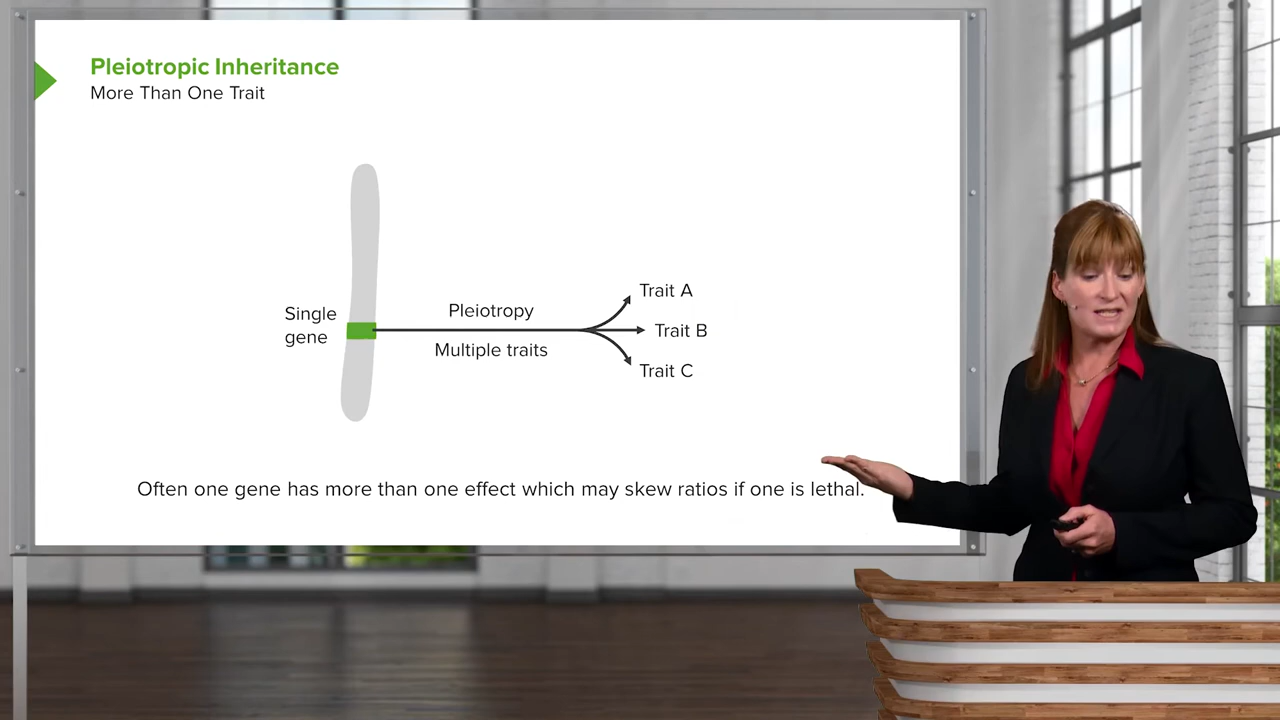 Pleiotropic Inheritance
More Than One Trait
Single
gene
Pleiotropy
Multiple traits
Trait A
Trait B
Trait C
Often one gene has more than one effect which may skew ratios if one is lethal.